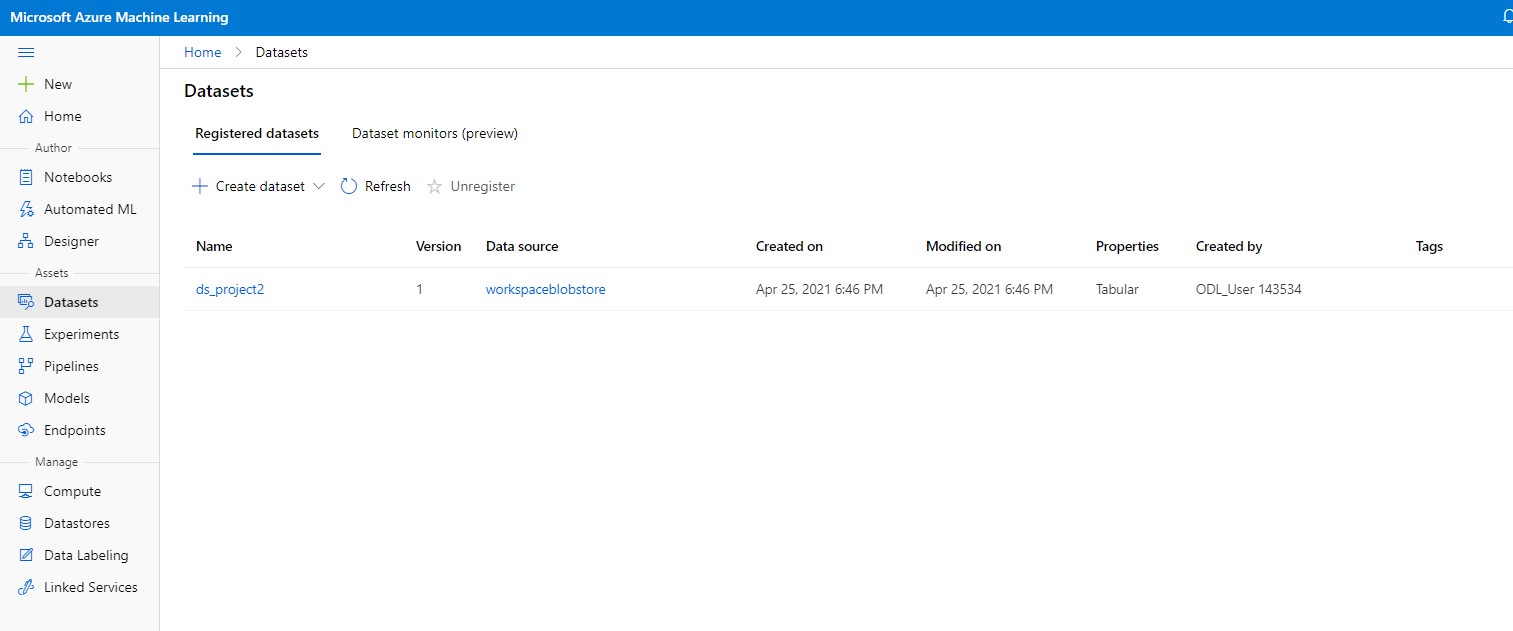 Microsoft Azure Machine Learning
Home > Datasets
New
Home
Author
Notebooks
Automated ML
Designer
Assets
Datasets
Experiments
Pipelines
Models
Endpoints
Manage
Compute
Datastores
Data Labeling
Linked Services
Datasets
Registered datasets Dataset monitors (preview)
Create dataset Refresh Unregister
Name Version Data source Created on Modified on Properties Created by Tags
ds_project2 1 workspaceblobstore Apr 25, 2021 6:46 PM Apr 25, 2021 6:46 PM Tabular ODL_User 143534